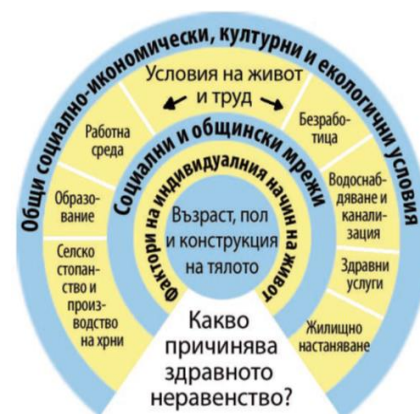 Общи социално-икономически, културни и екологични условия
Условия на живот
и труд
Работна
среда
Образо-
вание
Селско
стопан-
ство и
произ-
водство
на хрни
Безрабо-
тица
Водоснаб-
дяване и
канали-
зация
Здравни
услуги
Жилищно
настаняване
Социални и общински мрежи
Фактори на индивидуалния начин на живот
Възраст, пол
и конструкция
на тялото
Какво
причинява
здравното
неравенство?